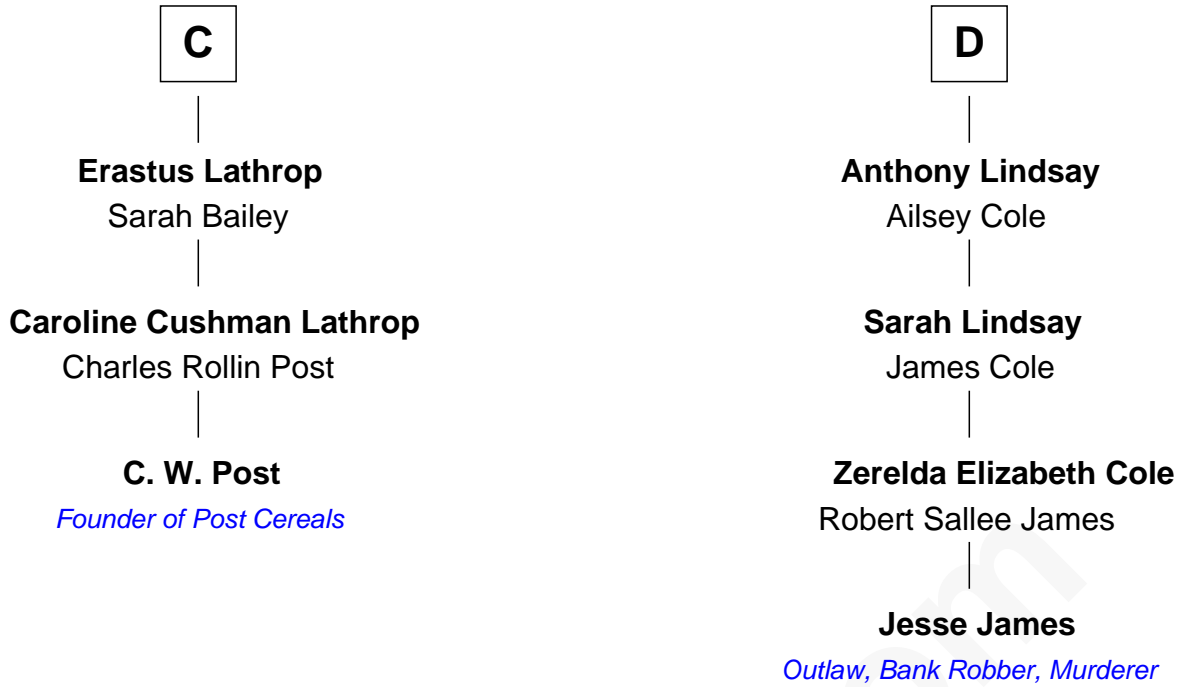 C
D
Erastus Lathrop
Sarah Bailey
Anthony Lindsay
Ailsey Cole
Caroline Cushman Lathrop
Charles Rollin Post
Sarah Lindsay
James Cole
C. W. Post
Founder of Post Cereals
Zerelda Elizabeth Cole
Robert Sallee James
Jesse James
Outlaw, Bank Robber, Murderer